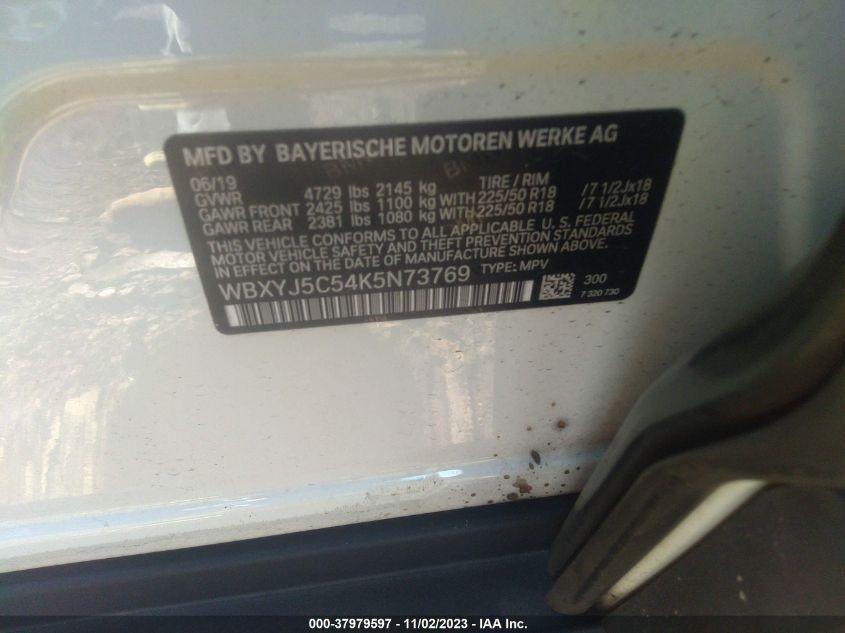 MFD BY BAYERISCHE MOTOREN WERKE AG
06/19 TIRE / RIM
GVWR 4729 lbs 2145 kg
GAWR FRONT 2425 lbs 1100 kg WITH 225/50 R18 /7 1/2Jx18
GAWR REAR 2381 lbs 1080 kg WITH 225/50 R18 /7 1/2Jx18
THIS VEHICLE CONFORMS TO ALL APPLICABLE U.S. FEDERAL
MOTOR VEHICLE SAFETY AND THEFT PREVENTION STANDARDS
IN EFFECT ON THE DATE OF MANUFACTURE SHOWN ABOVE.
WBXYJ5C54K5N73769 TYPE: MPV
300
7 320 730
000-37979597 - 11/02/2023 - IAA Inc.